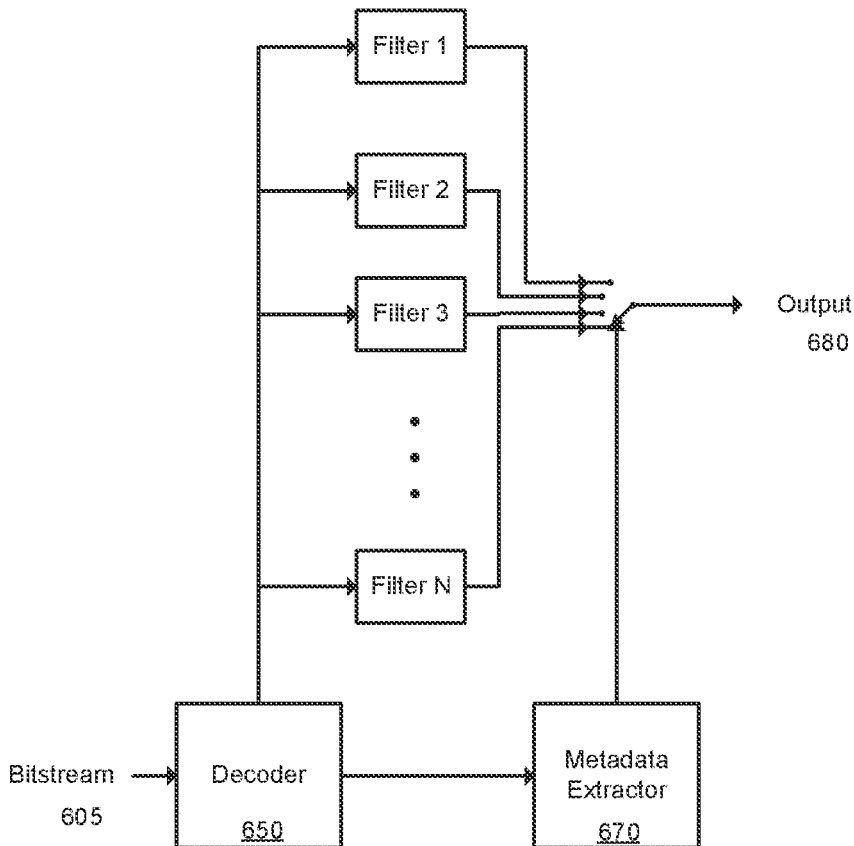 Filter 1
Filter 2
Filter 3
Filter N
Output
680
Bitstream
605
Decoder
650
Metadata
Extractor
670